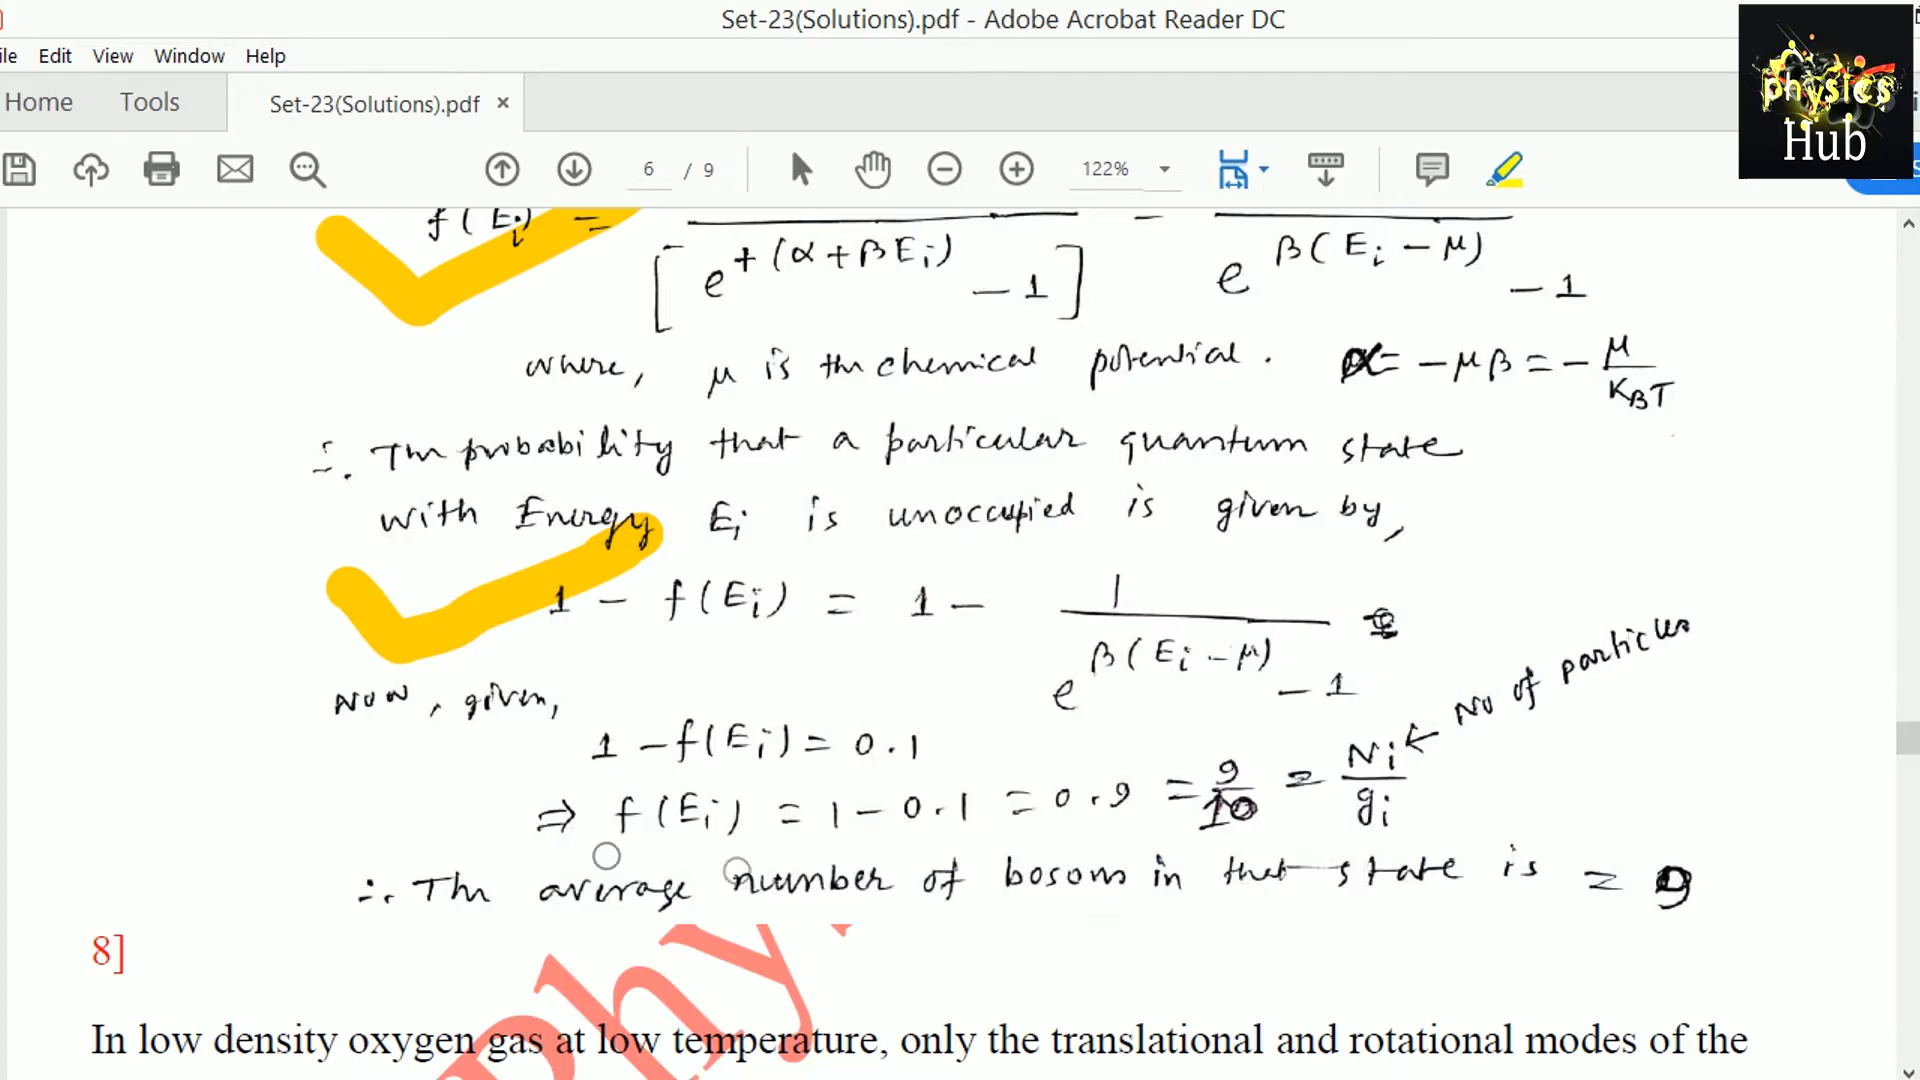 Set-23(Solutions).pdf - Adobe Acrobat Reader DC
ile Edit View Window Help
Home Tools Set-23(Solutions).pdf ×
6 / 9 122%
physics
Hub
f(Ei) =
[e^+(α+βEi) - 1] e^β(Ei-μ) - 1
where, μ is the chemical potential. α = -μβ = - μ/KBT
∴ The probability that a particular quantum state
with Energy Ei is unoccupied is given by,
1 - f(Ei) = 1 - 1/(e^β(Ei-μ) - 1)
Now, given,
1 - f(Ei) = 0.1
No of particles
⇒ f(Ei) = 1 - 0.1 = 0.9 = 9/10 = Ni/gi
∴ The average number of bosons in that state is = 9
8]
In low density oxygen gas at low temperature, only the translational and rotational modes of the